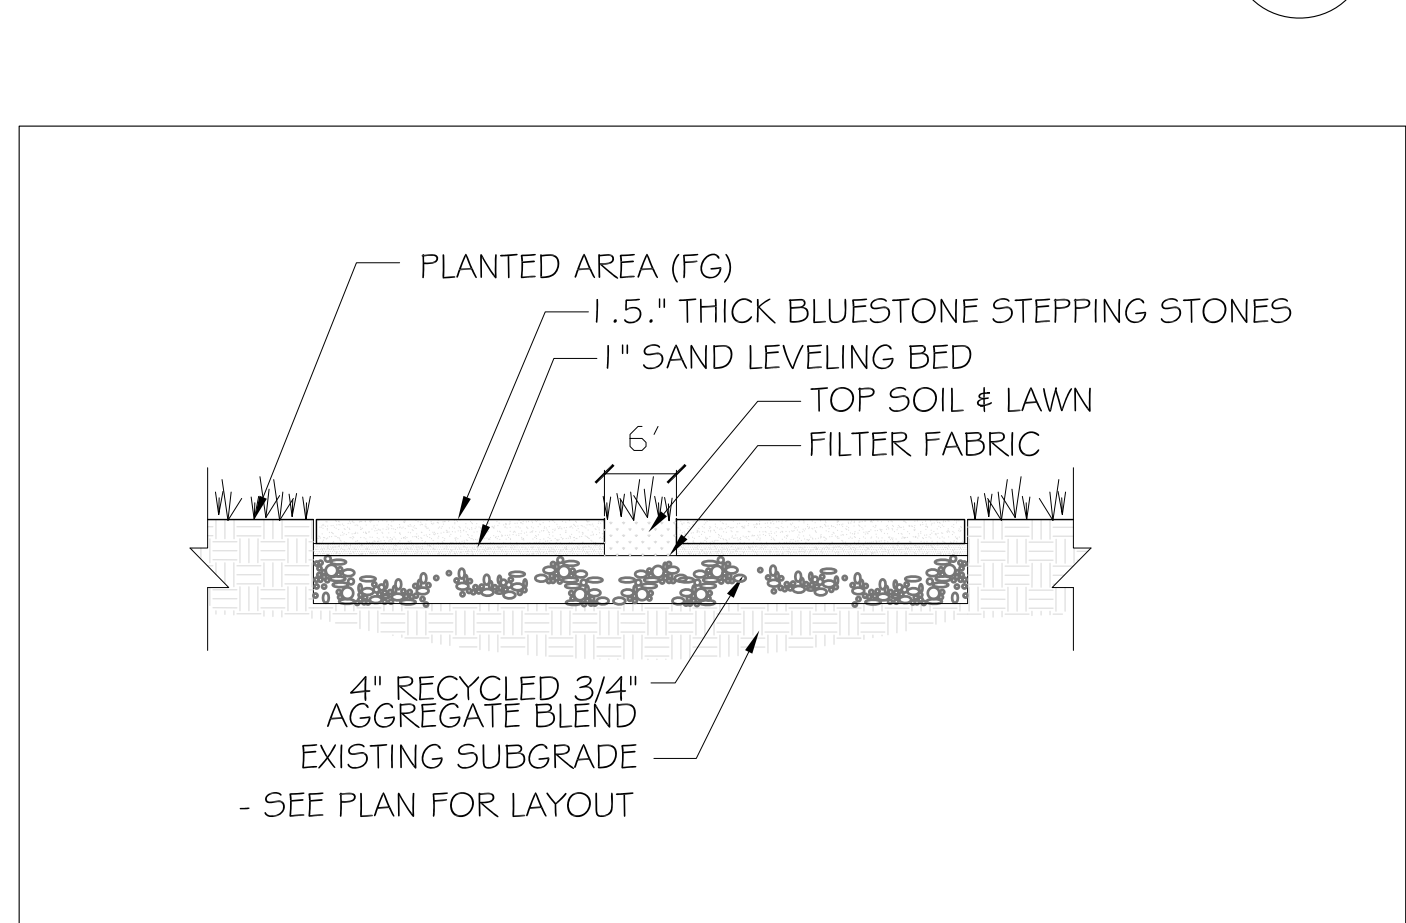 PLANTED AREA (FG)
1.5." THICK BLUESTONE STEPPING STONES
1" SAND LEVELING BED
TOP SOIL & LAWN
6'
FILTER FABRIC
4" RECYCLED 3/4"
AGGREGATE BLEND
EXISTING SUBGRADE
- SEE PLAN FOR LAYOUT